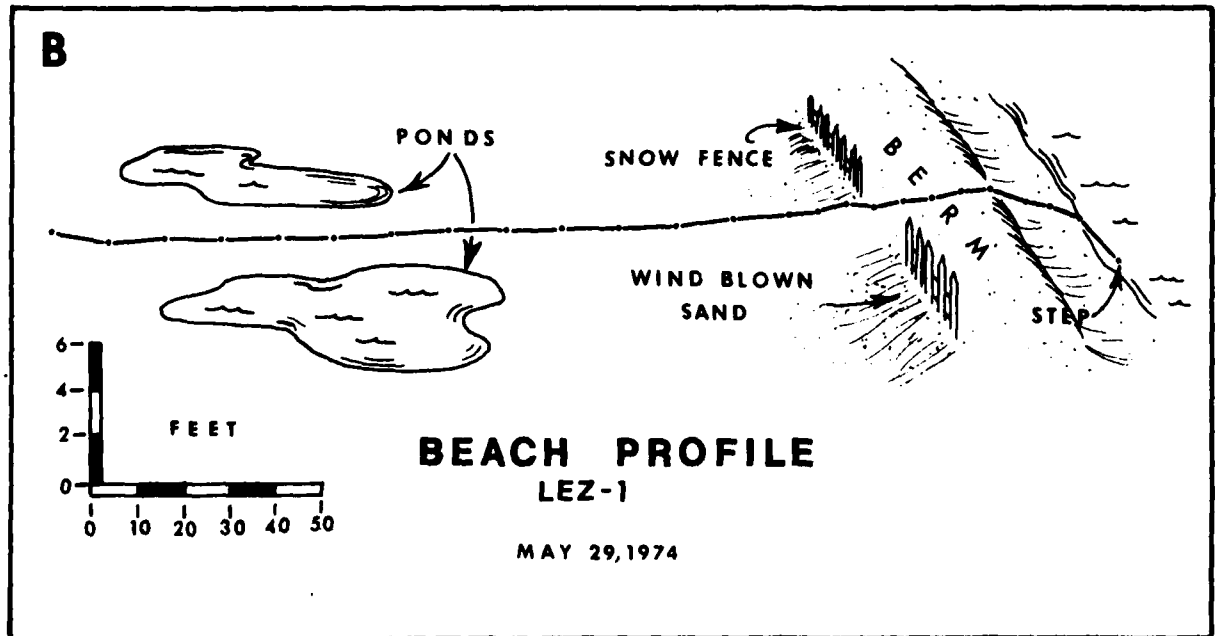 B
PONDS
SNOW FENCE
BERM
WIND BLOWN
SAND
STEP
6
4
2
0
FEET
0 10 20 30 40 50
BEACH PROFILE
LEZ-1
MAY 29,1974